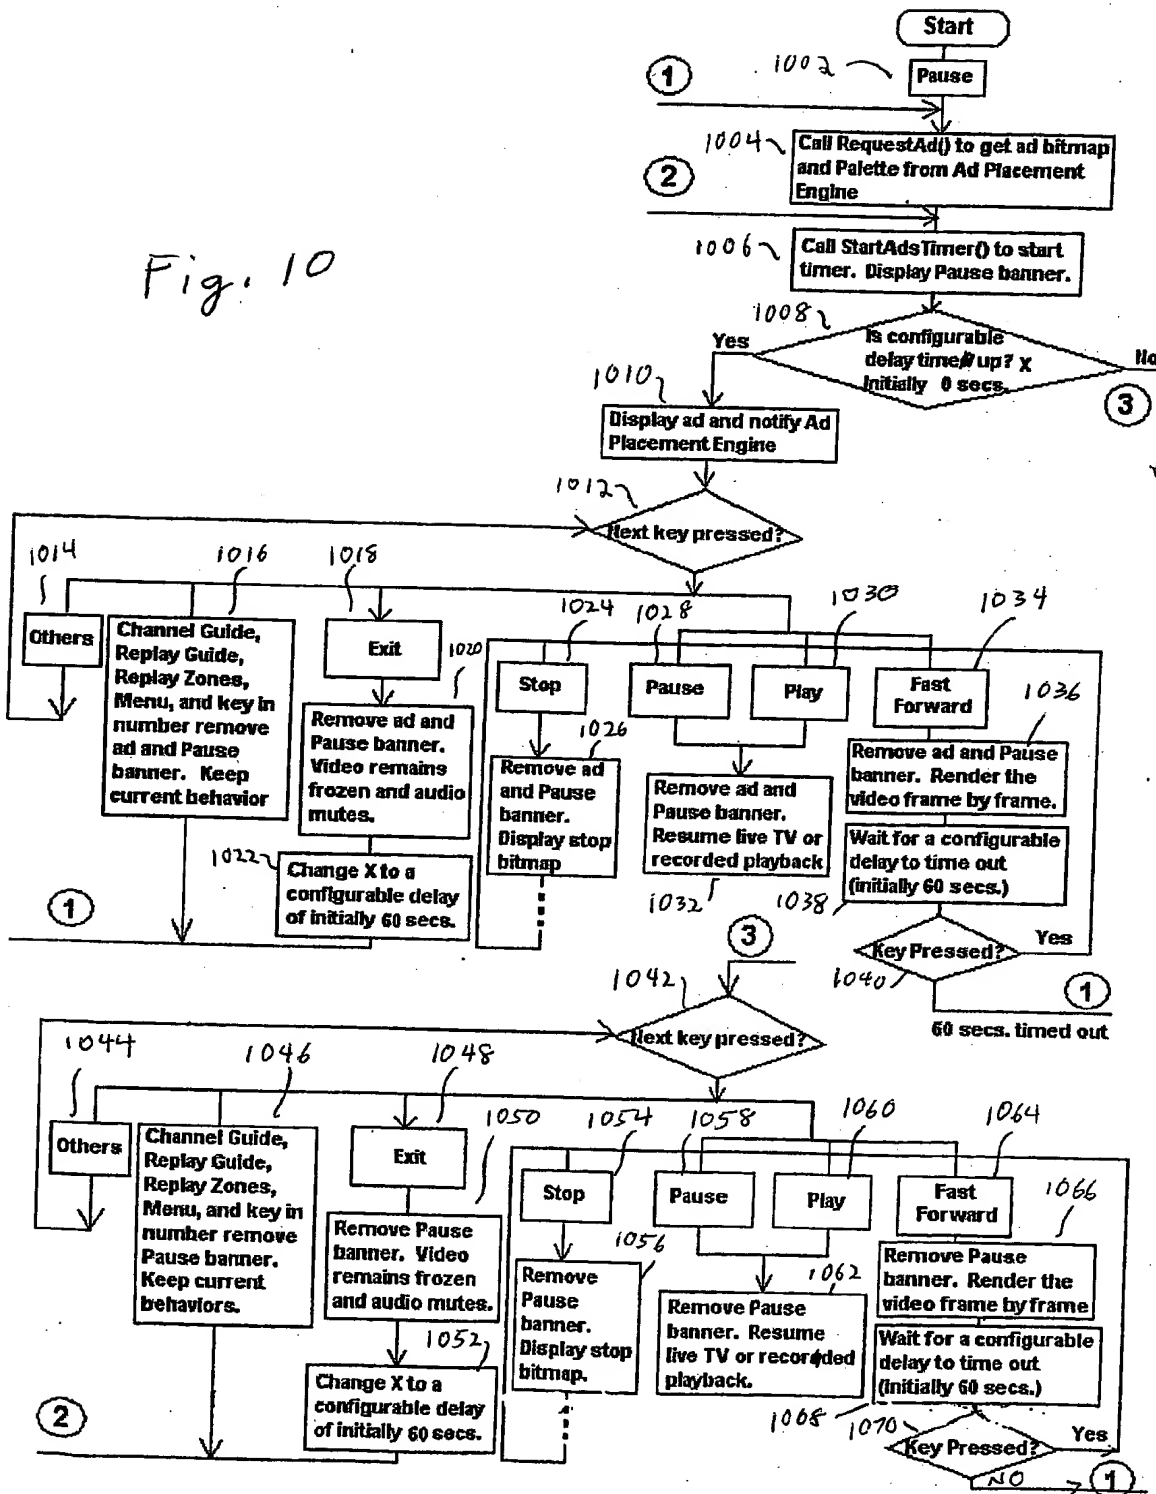 Start
1002
Pause
1
1004
Call RequestAd() to get ad bitmap
and Palette from Ad Placement
Engine
2
1006
Call StartAdsTimer() to start
timer. Display Pause banner.
Fig. 10
1008
Is configurable
delay time up? X
Initially 0 secs.
Yes
No
3
1010
Display ad and notify Ad
Placement Engine
1012
Next key pressed?
1014
Others
1016
Channel Guide,
Replay Guide,
Replay Zones,
Menu, and key in
number remove
ad and Pause
banner. Keep
current behavior
1018
Exit
1020
Remove ad and
Pause banner.
Video remains
frozen and audio
mutes.
1022
Change X to a
configurable delay
of initially 60 secs.
1
1024
Stop
1026
Remove ad
and Pause
banner.
Display stop
bitmap
1028
Pause
1030
Play
Remove ad and
Pause banner.
Resume live TV or
recorded playback
1032
1034
Fast
Forward
1036
Remove ad and Pause
banner. Render the
video frame by frame.
Wait for a configurable
delay to time out
(initially 60 secs.)
1038
Key Pressed?
Yes
1040
1
60 secs. timed out
3
1042
Next key pressed?
1044
Others
1046
Channel Guide,
Replay Guide,
Replay Zones,
Menu, and key in
number remove
Pause banner.
Keep current
behaviors.
1048
Exit
1050
Remove Pause
banner. Video
remains frozen
and audio mutes.
1052
Change X to a
configurable delay
of initially 60 secs.
2
1054
Stop
1056
Remove
Pause
banner.
Display stop
bitmap.
1058
Pause
1060
Play
1062
Remove Pause
banner. Resume
live TV or recorded
playback.
1064
Fast
Forward
1066
Remove Pause
banner. Render the
video frame by frame
Wait for a configurable
delay to time out
(initially 60 secs.)
1068
1070
Key Pressed?
Yes
NO
1